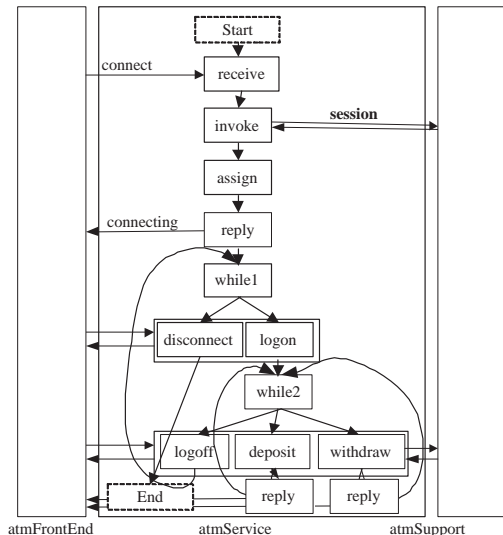 Start
connect
receive
session
invoke
assign
connecting
reply
while1
disconnect logon
while2
logoff deposit withdraw
End reply reply
atmFrontEnd atmService atmSupport